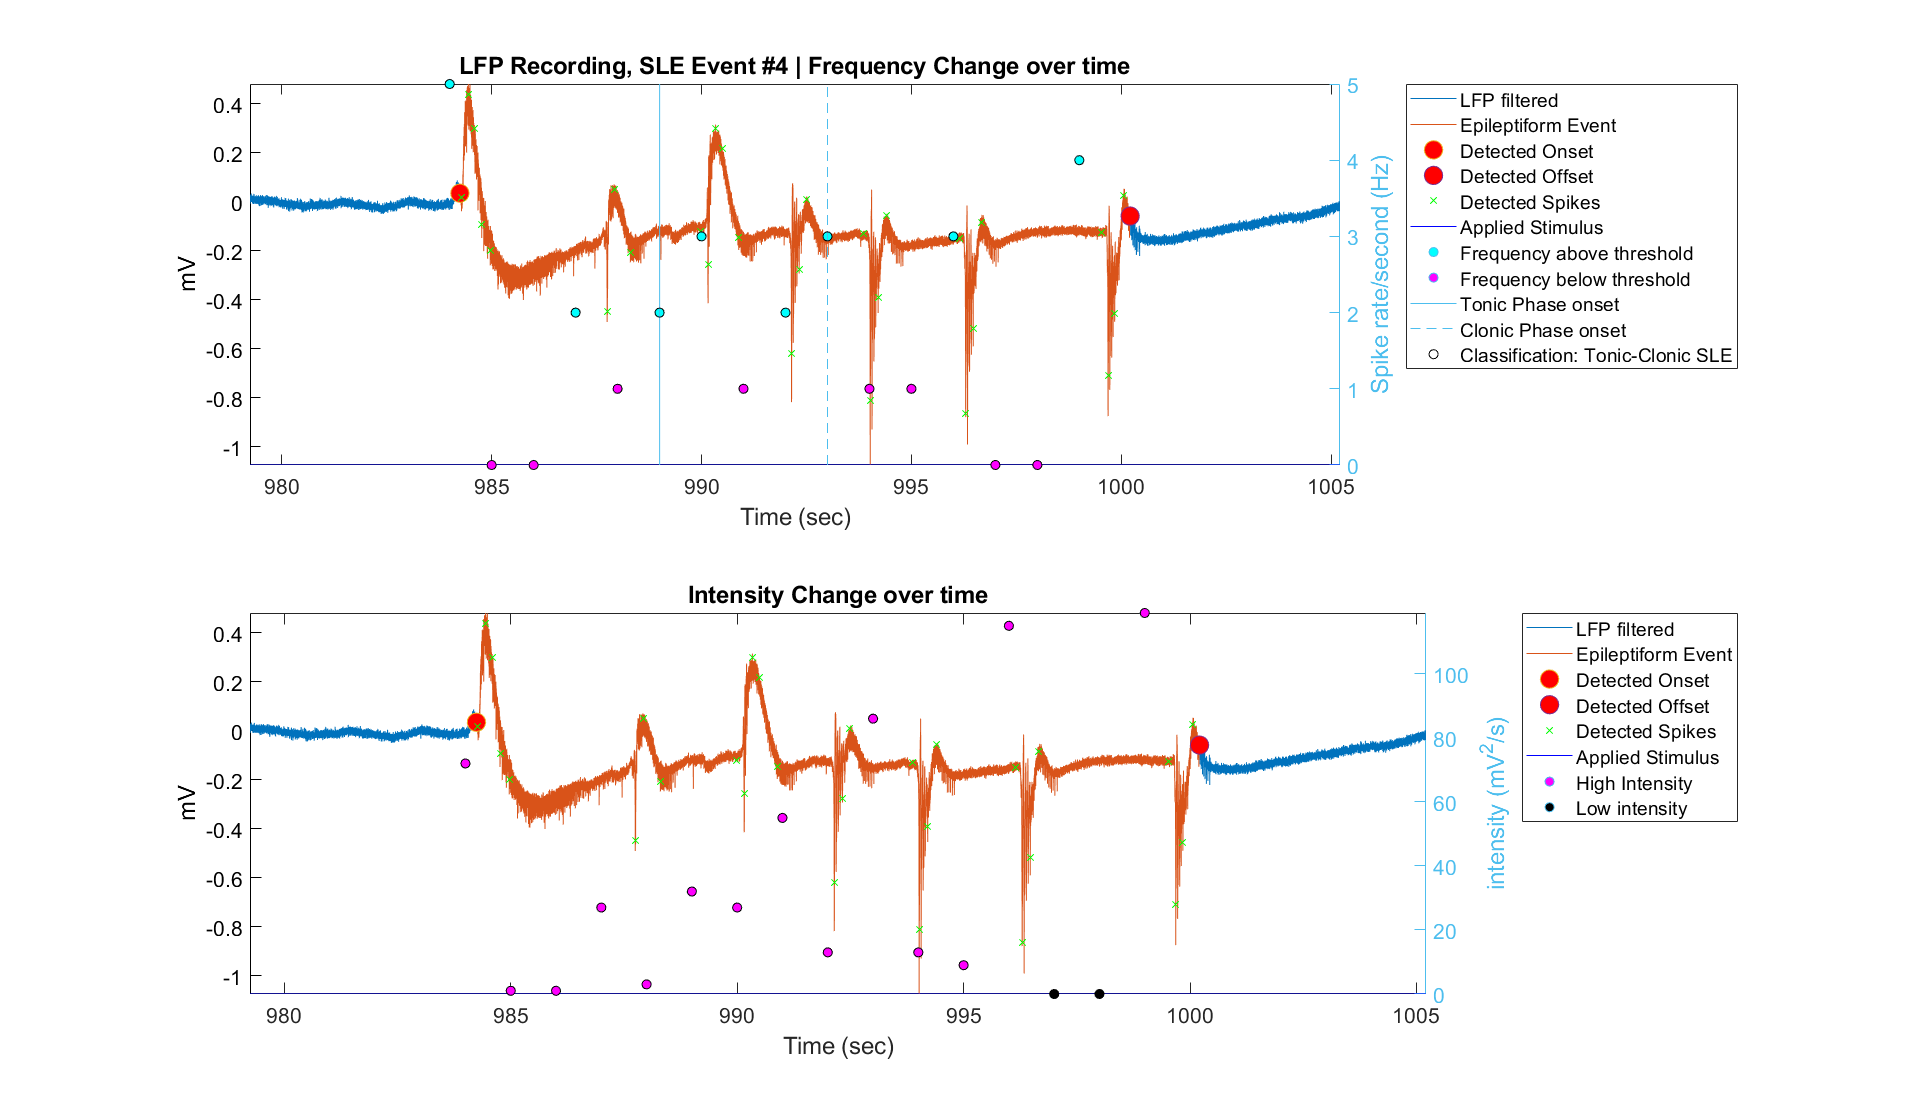 LFP Recording, SLE Event #4 | Frequency Change over time
0.4
0.2
0
-0.2
-0.4
-0.6
-0.8
-1
mV
980
985
990
995
1000
1005
Time (sec)
5
4
3
2
1
0
Spike rate/second (Hz)
LFP filtered
Epileptiform Event
Detected Onset
Detected Offset
Detected Spikes
Applied Stimulus
Frequency above threshold
Frequency below threshold
Tonic Phase onset
Clonic Phase onset
Classification: Tonic-Clonic SLE
Intensity Change over time
0.4
0.2
0
-0.2
-0.4
-0.6
-0.8
-1
mV
980
985
990
995
1000
1005
Time (sec)
100
80
60
40
20
0
intensity (mV²/s)
LFP filtered
Epileptiform Event
Detected Onset
Detected Offset
Detected Spikes
Applied Stimulus
High Intensity
Low intensity